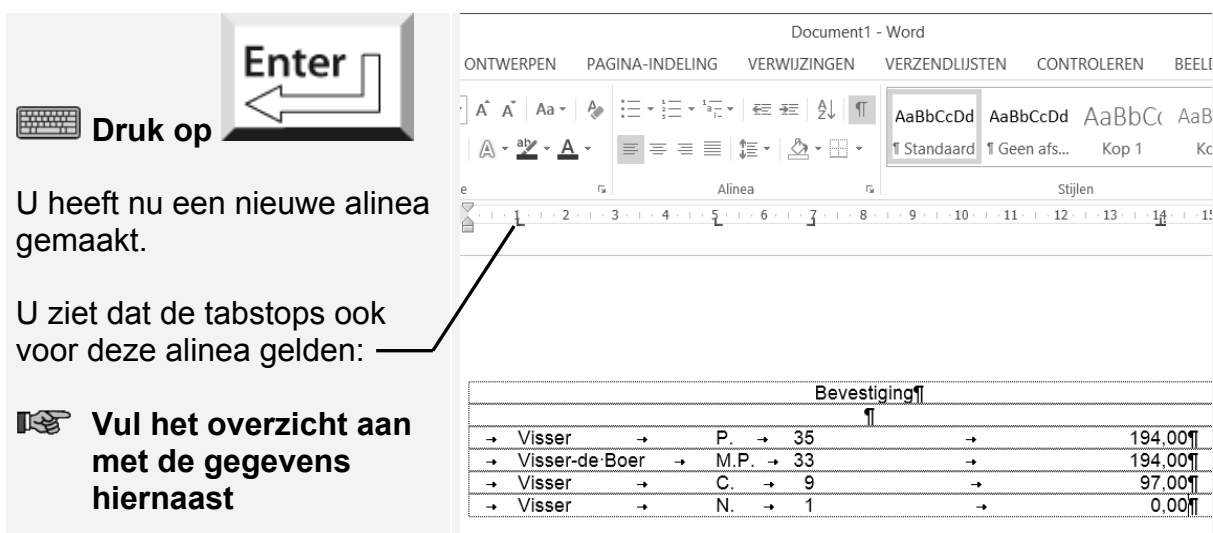 Enter
Druk op
U heeft nu een nieuwe alinea
gemaakt.
U ziet dat de tabstops ook
voor deze alinea gelden:
Vul het overzicht aan
met de gegevens
hiernaast
Document1 - Word
ONTWERPEN PAGINA-INDELING VERWIJZINGEN VERZENDLIJSTEN CONTROLEREN BEELD
AaBbCcDd AaBbCcDd AaBbCc AaB
¶ Standaard ¶ Geen afs... Kop 1 Ko
e Alinea Stijlen
1 2 3 4 5 6 7 8 9 10 11 12 13 14 15
Bevestiging¶
¶
→ Visser → P. → 35 → 194,00¶
→ Visser-de·Boer → M.P. → 33 → 194,00¶
→ Visser → C. → 9 → 97,00¶
→ Visser → N. → 1 → 0,00¶